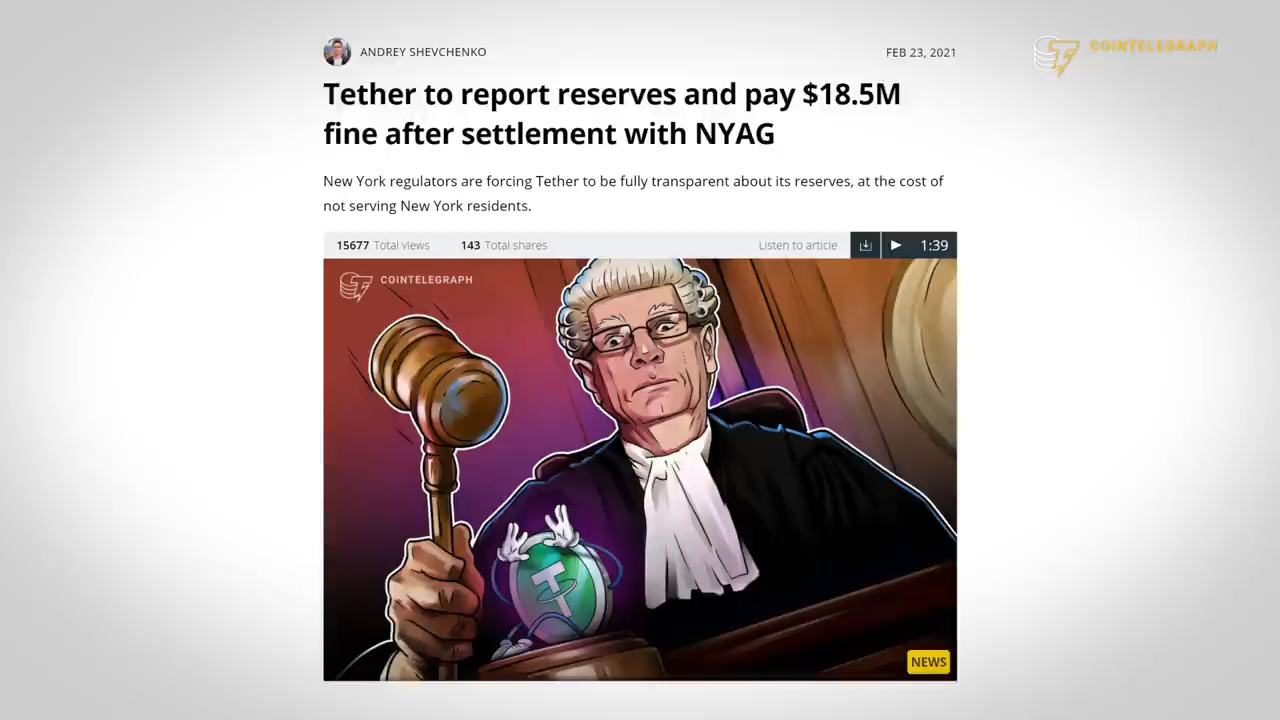 ANDREY SHEVCHENKO
FEB 23, 2021
COINTELEGRAPH
Tether to report reserves and pay $18.5M
fine after settlement with NYAG
New York regulators are forcing Tether to be fully transparent about its reserves, at the cost of
not serving New York residents.
15677 Total views 143 Total shares Listen to article 1:39
COINTELEGRAPH
NEWS